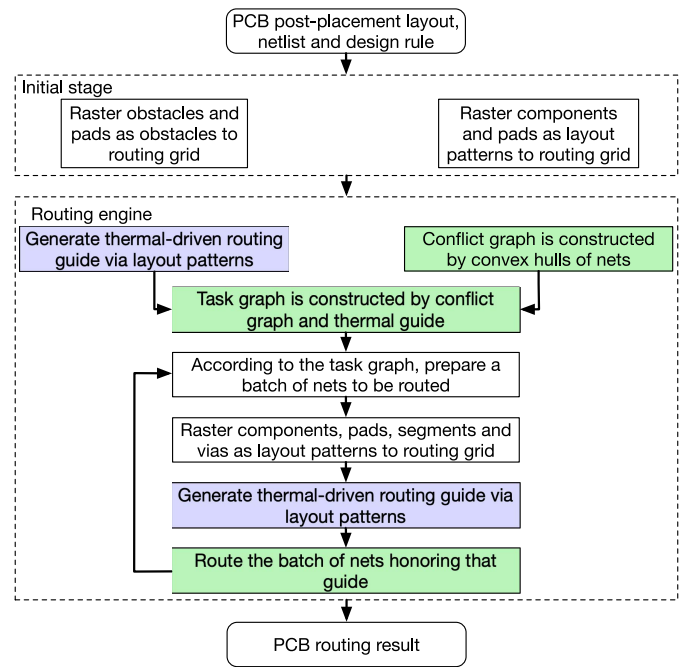 PCB post-placement layout,
netlist and design rule
Initial stage
Raster obstacles and
pads as obstacles to
routing grid
Raster components
and pads as layout
patterns to routing grid
Routing engine
Generate thermal-driven routing
guide via layout patterns
Conflict graph is constructed
by convex hulls of nets
Task graph is constructed by conflict
graph and thermal guide
According to the task graph, prepare a
batch of nets to be routed
Raster components, pads, segments and
vias as layout patterns to routing grid
Generate thermal-driven routing guide via
layout patterns
Route the batch of nets honoring that
guide
PCB routing result